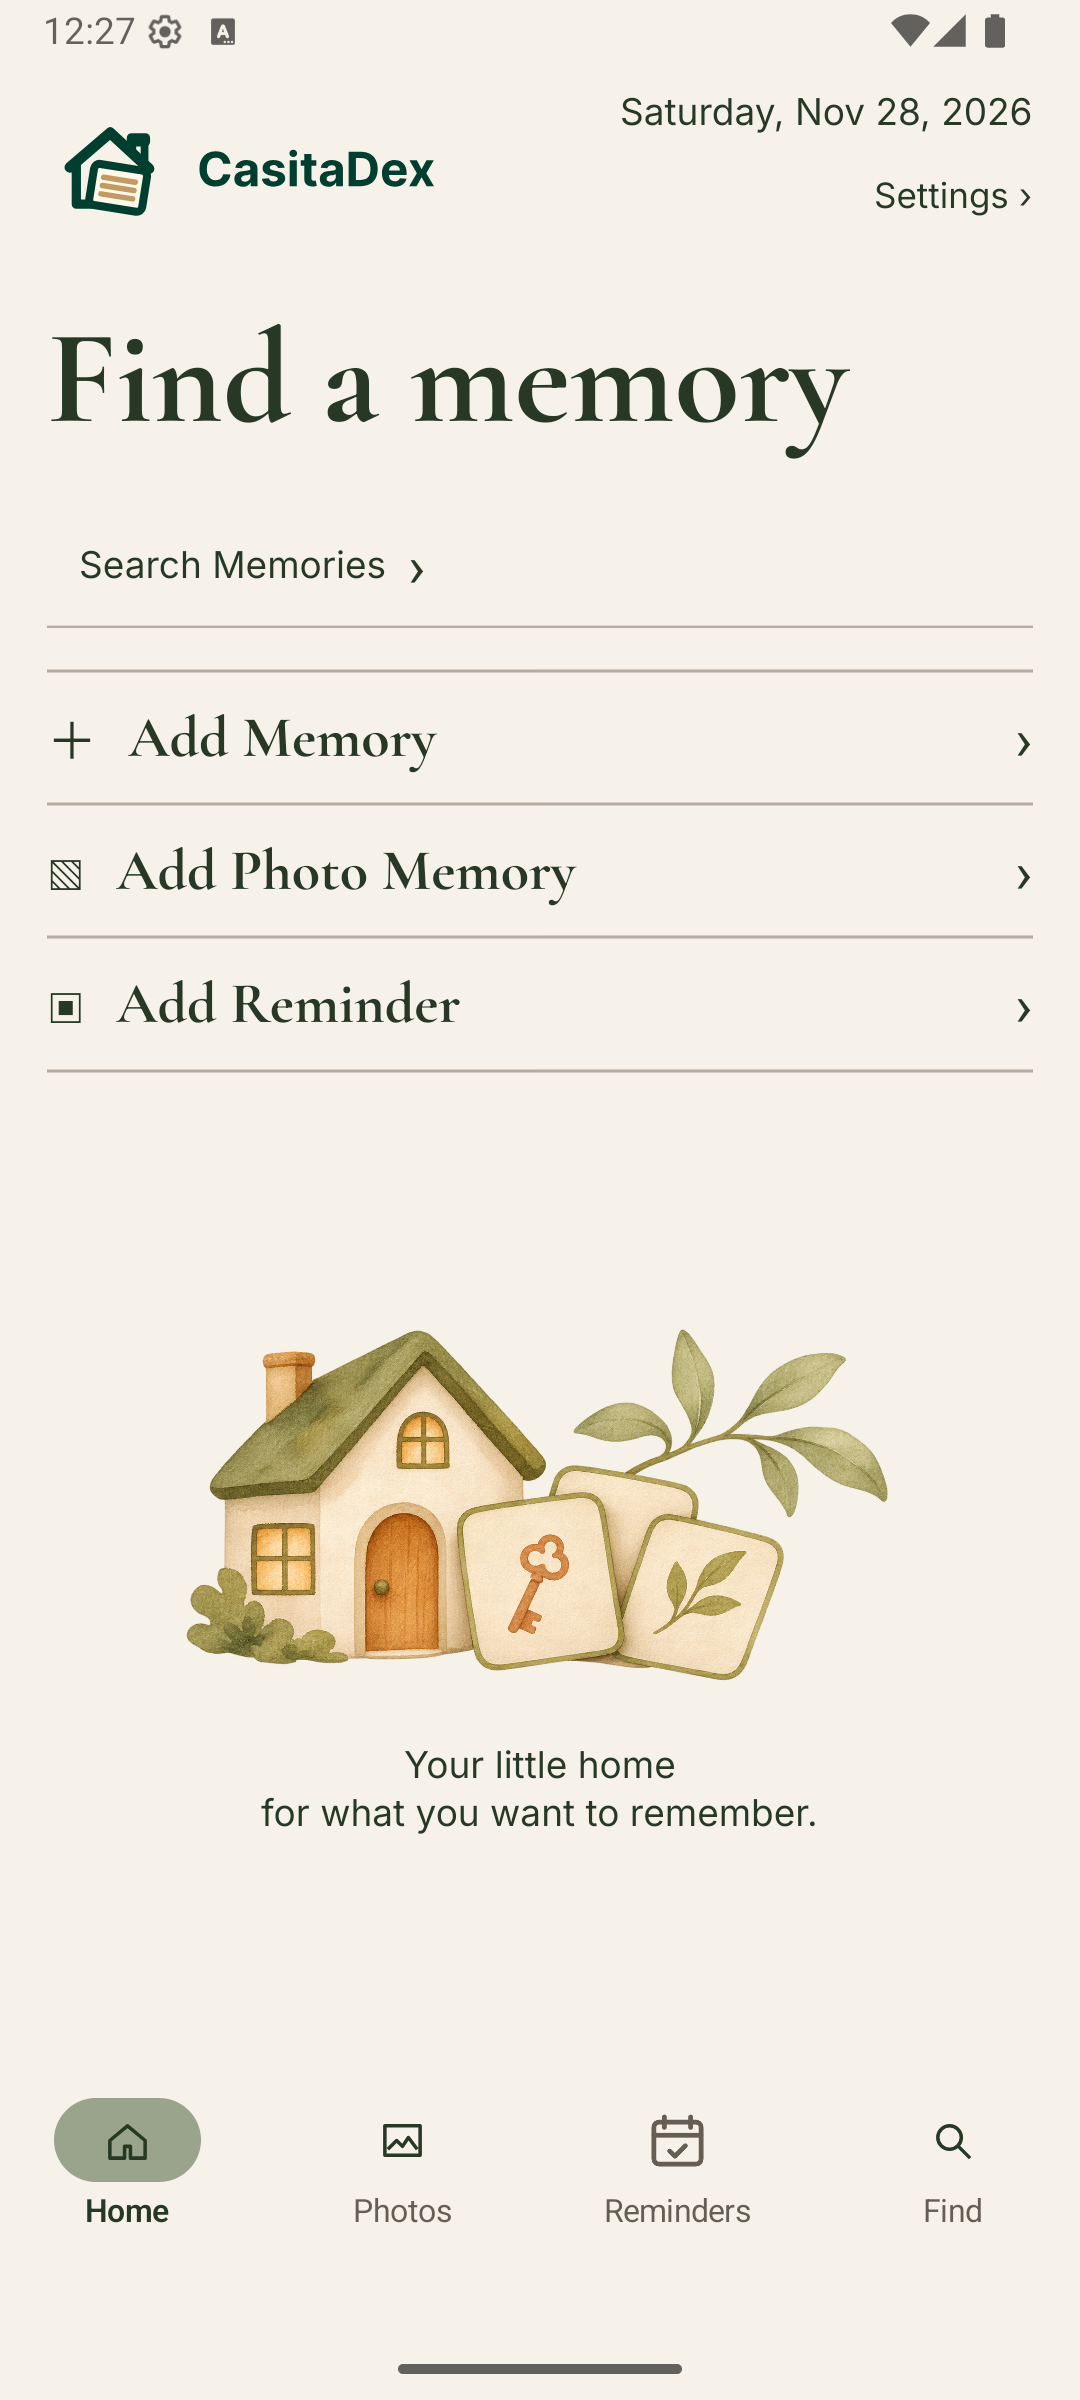 12:27
Saturday, Nov 28, 2026
CasitaDex
Settings ›
Find a memory
Search Memories ›
Add Memory ›
Add Photo Memory ›
Add Reminder ›
Your little home
for what you want to remember.
Home
Photos
Reminders
Find